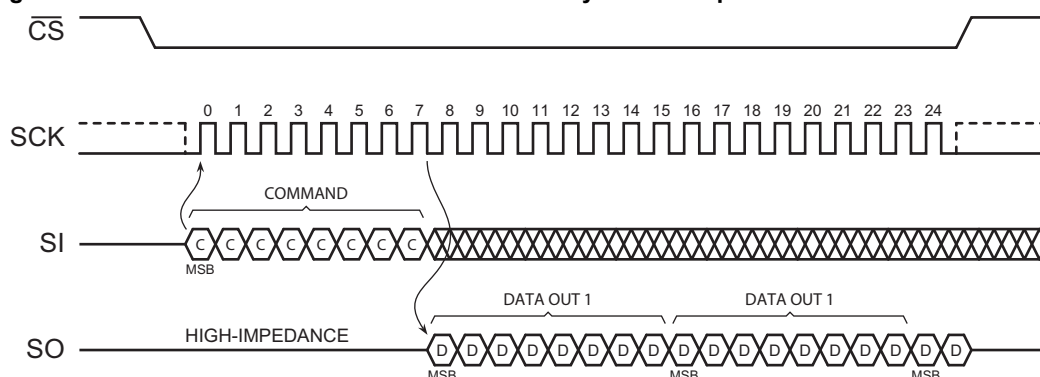 CS
0 1 2 3 4 5 6 7 8 9 10 11 12 13 14 15 16 17 18 19 20 21 22 23 24
SCK
COMMAND
SI
C C C C C C C C
MSB
DATA OUT 1 DATA OUT 1
HIGH-IMPEDANCE
SO
D D D D D D D D D D D D D D D D D D
MSB MSB MSB